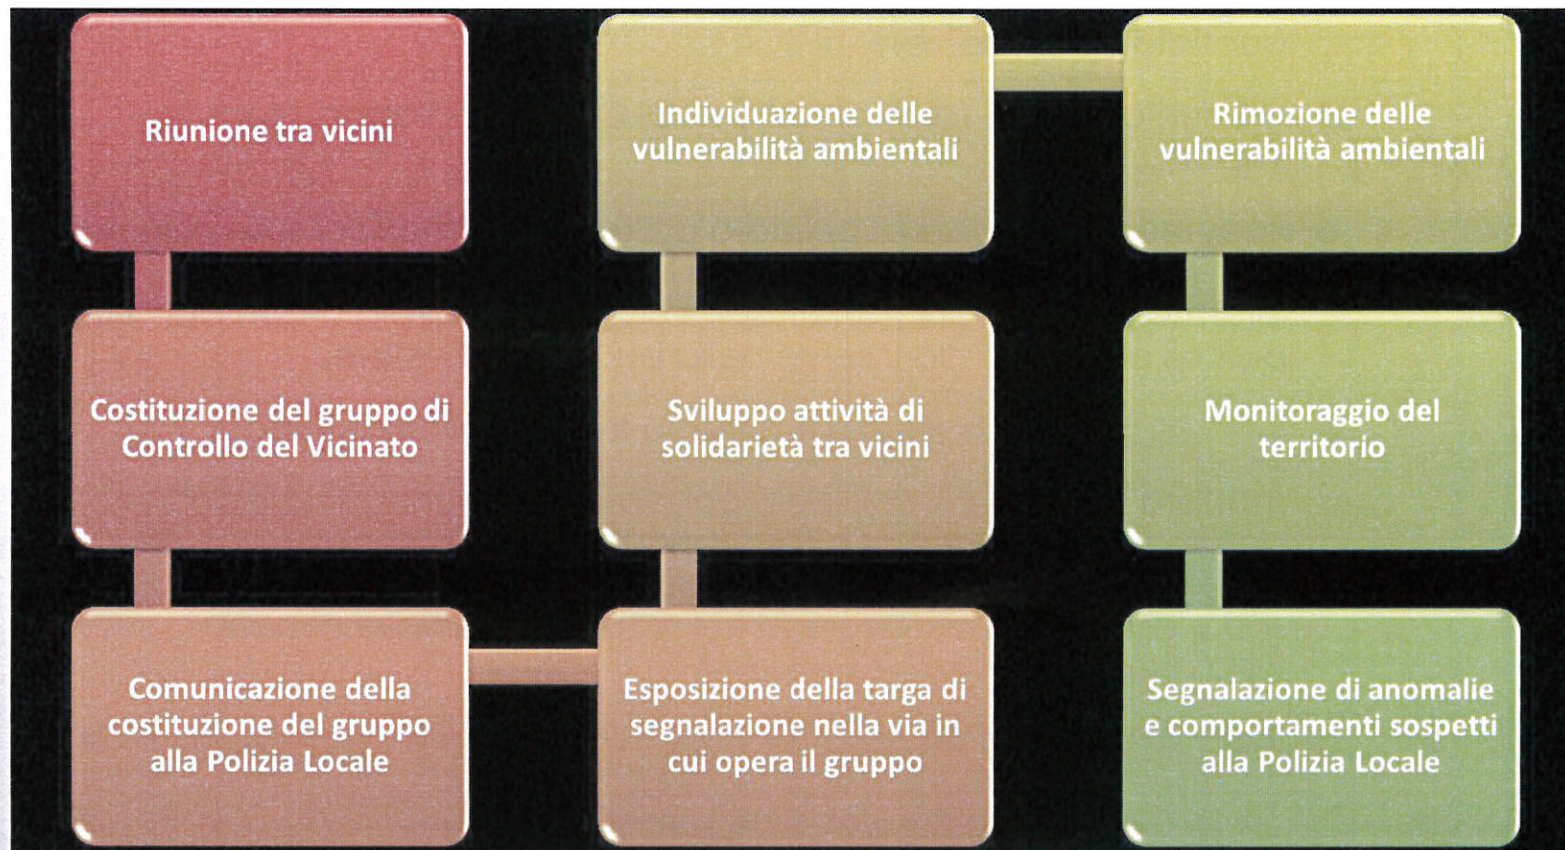 Riunione tra vicini
Costituzione del gruppo di
Controllo del Vicinato
Comunicazione della
costituzione del gruppo
alla Polizia Locale
Esposizione della targa di
segnalazione nella via in
cui opera il gruppo
Sviluppo attività di
solidarietà tra vicini
Individuazione delle
vulnerabilità ambientali
Rimozione delle
vulnerabilità ambientali
Monitoraggio del
territorio
Segnalazione di anomalie
e comportamenti sospetti
alla Polizia Locale